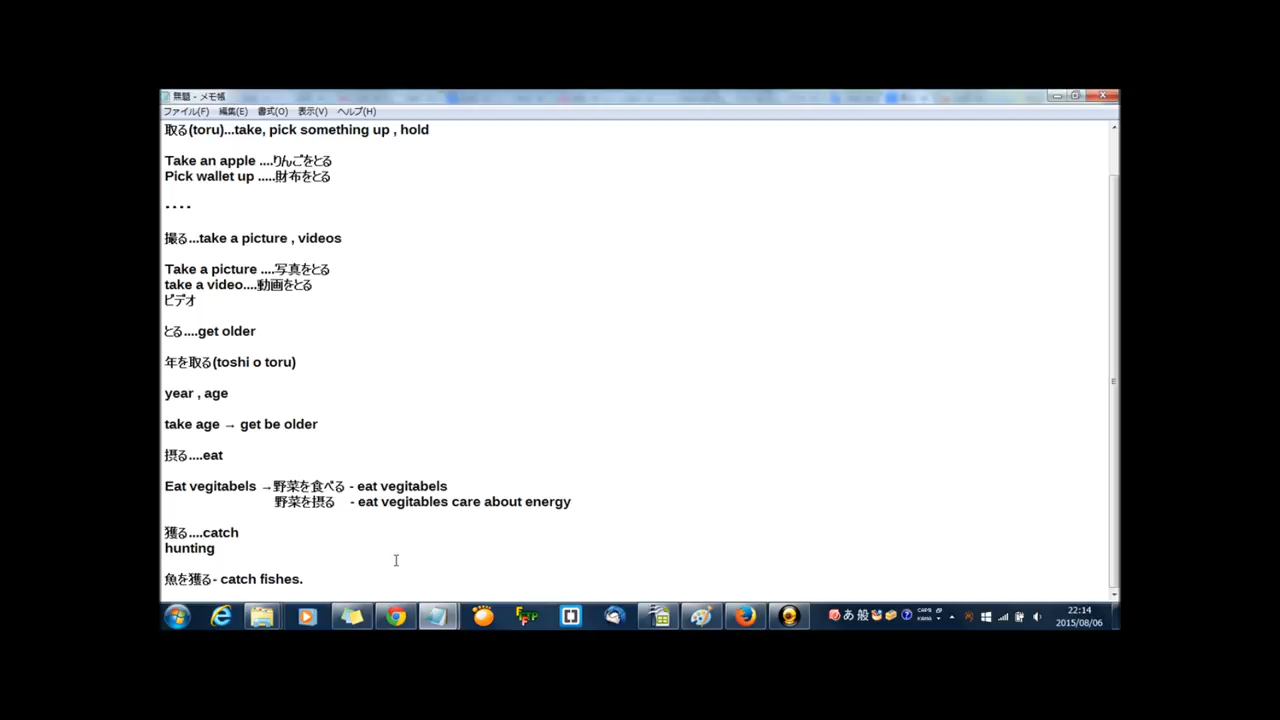 無題 - メモ帳
ファイル(F) 編集(E) 書式(O) 表示(V) ヘルプ(H)
取る(toru)...take, pick something up , hold
Take an apple ....りんごをとる
Pick wallet up .....財布をとる
・・・・
撮る...take a picture , videos
Take a picture ....写真をとる
take a video....動画をとる
ビデオ
とる....get older
年を取る(toshi o toru)
year , age
take age → get be older
摂る....eat
Eat vegitabels →野菜を食べる - eat vegitabels
野菜を摂る - eat vegitables care about energy
獲る....catch
hunting
魚を獲る- catch fishes.
あ 般 CAPS KANA 22:14
2015/08/06